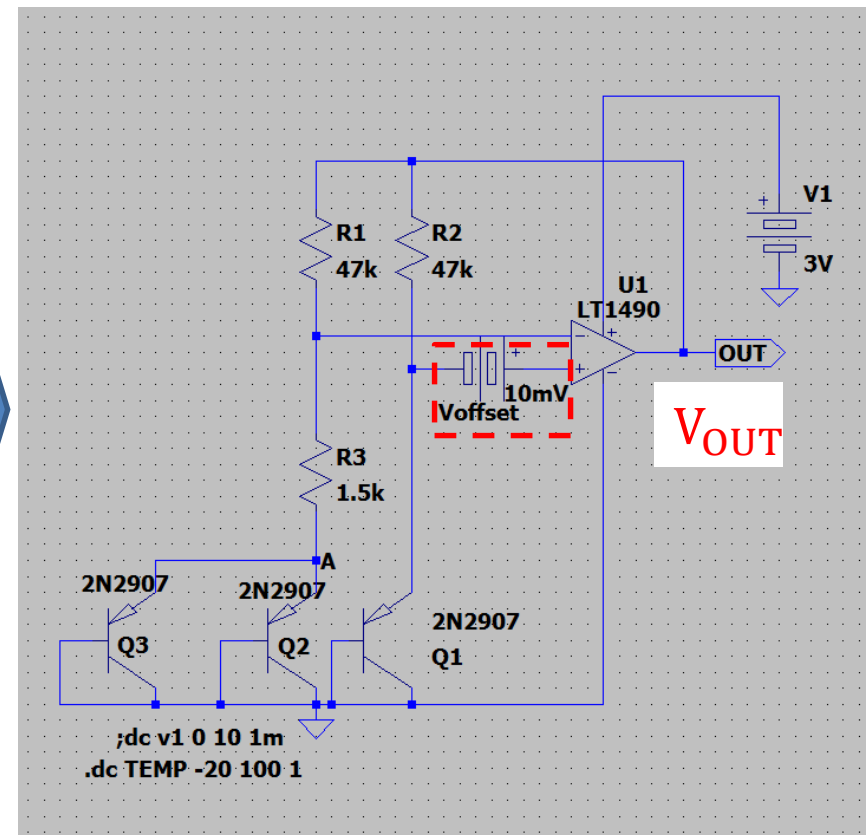 V1
3V
R1
47k
R2
47k
U1
LT1490
OUT
10mV
Voffset
V_OUT
R3
1.5k
A
2N2907
2N2907
2N2907
Q3
Q2
Q1
;dc v1 0 10 1m
.dc TEMP -20 100 1